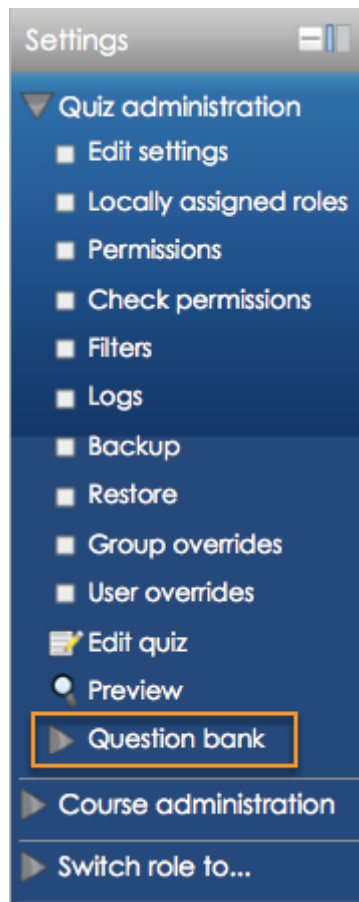 Settings
Quiz administration
Edit settings
Locally assigned roles
Permissions
Check permissions
Filters
Logs
Backup
Restore
Group overrides
User overrides
Edit quiz
Preview
Question bank
Course administration
Switch role to...